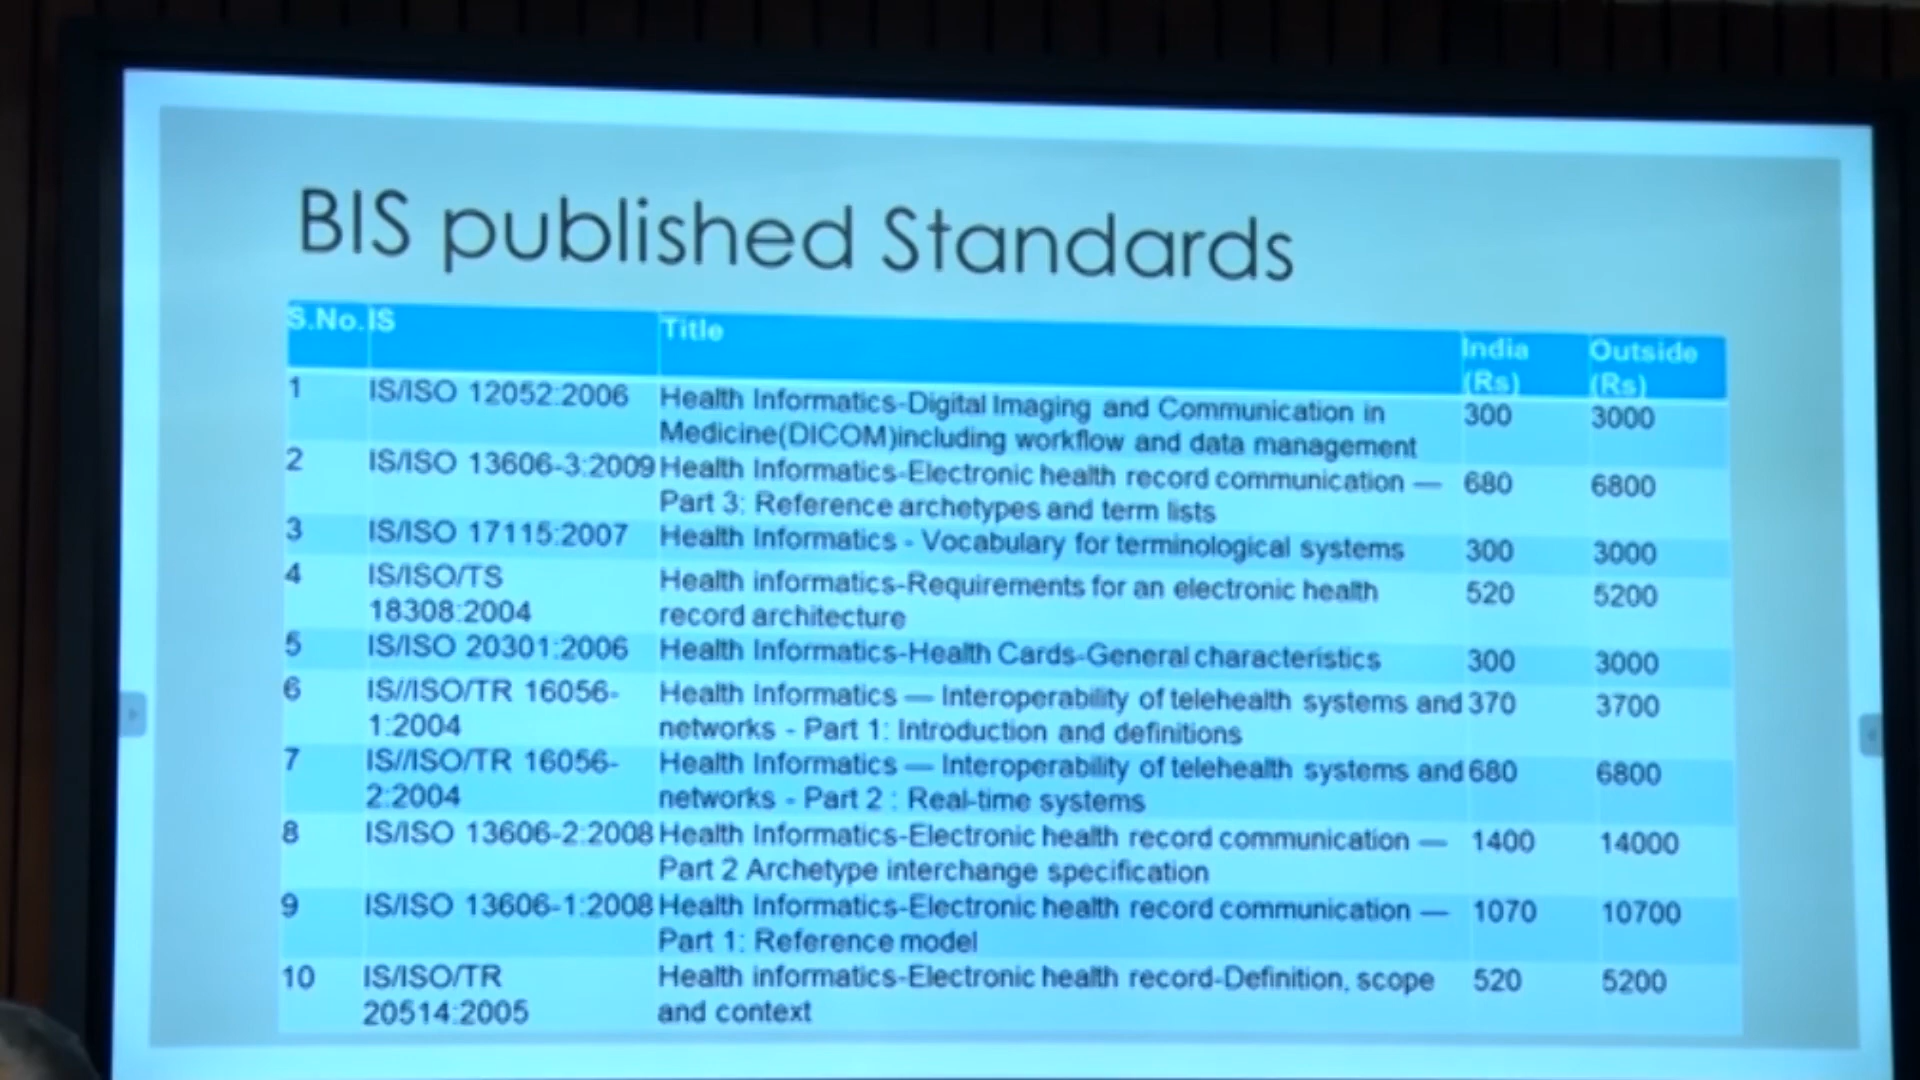 BIS published Standards
S.No. IS Title India (Rs) Outside (Rs)
1 IS/ISO 12052:2006 Health Informatics-Digital Imaging and Communication in 300 3000
Medicine(DICOM)including workflow and data management
2 IS/ISO 13606-3:2009 Health Informatics-Electronic health record communication — 680 6800
Part 3: Reference archetypes and term lists
3 IS/ISO 17115:2007 Health Informatics - Vocabulary for terminological systems 300 3000
4 IS/ISO/TS Health informatics-Requirements for an electronic health 520 5200
18308:2004 record architecture
5 IS/ISO 20301:2006 Health Informatics-Health Cards-General characteristics 300 3000
6 IS//ISO/TR 16056- Health Informatics — Interoperability of telehealth systems and 370 3700
1:2004 networks - Part 1: Introduction and definitions
7 IS//ISO/TR 16056- Health Informatics — Interoperability of telehealth systems and 680 6800
2:2004 networks - Part 2 : Real-time systems
8 IS/ISO 13606-2:2008 Health Informatics-Electronic health record communication — 1400 14000
Part 2 Archetype interchange specification
9 IS/ISO 13606-1:2008 Health Informatics-Electronic health record communication — 1070 10700
Part 1: Reference model
10 IS/ISO/TR Health informatics-Electronic health record-Definition, scope 520 5200
20514:2005 and context